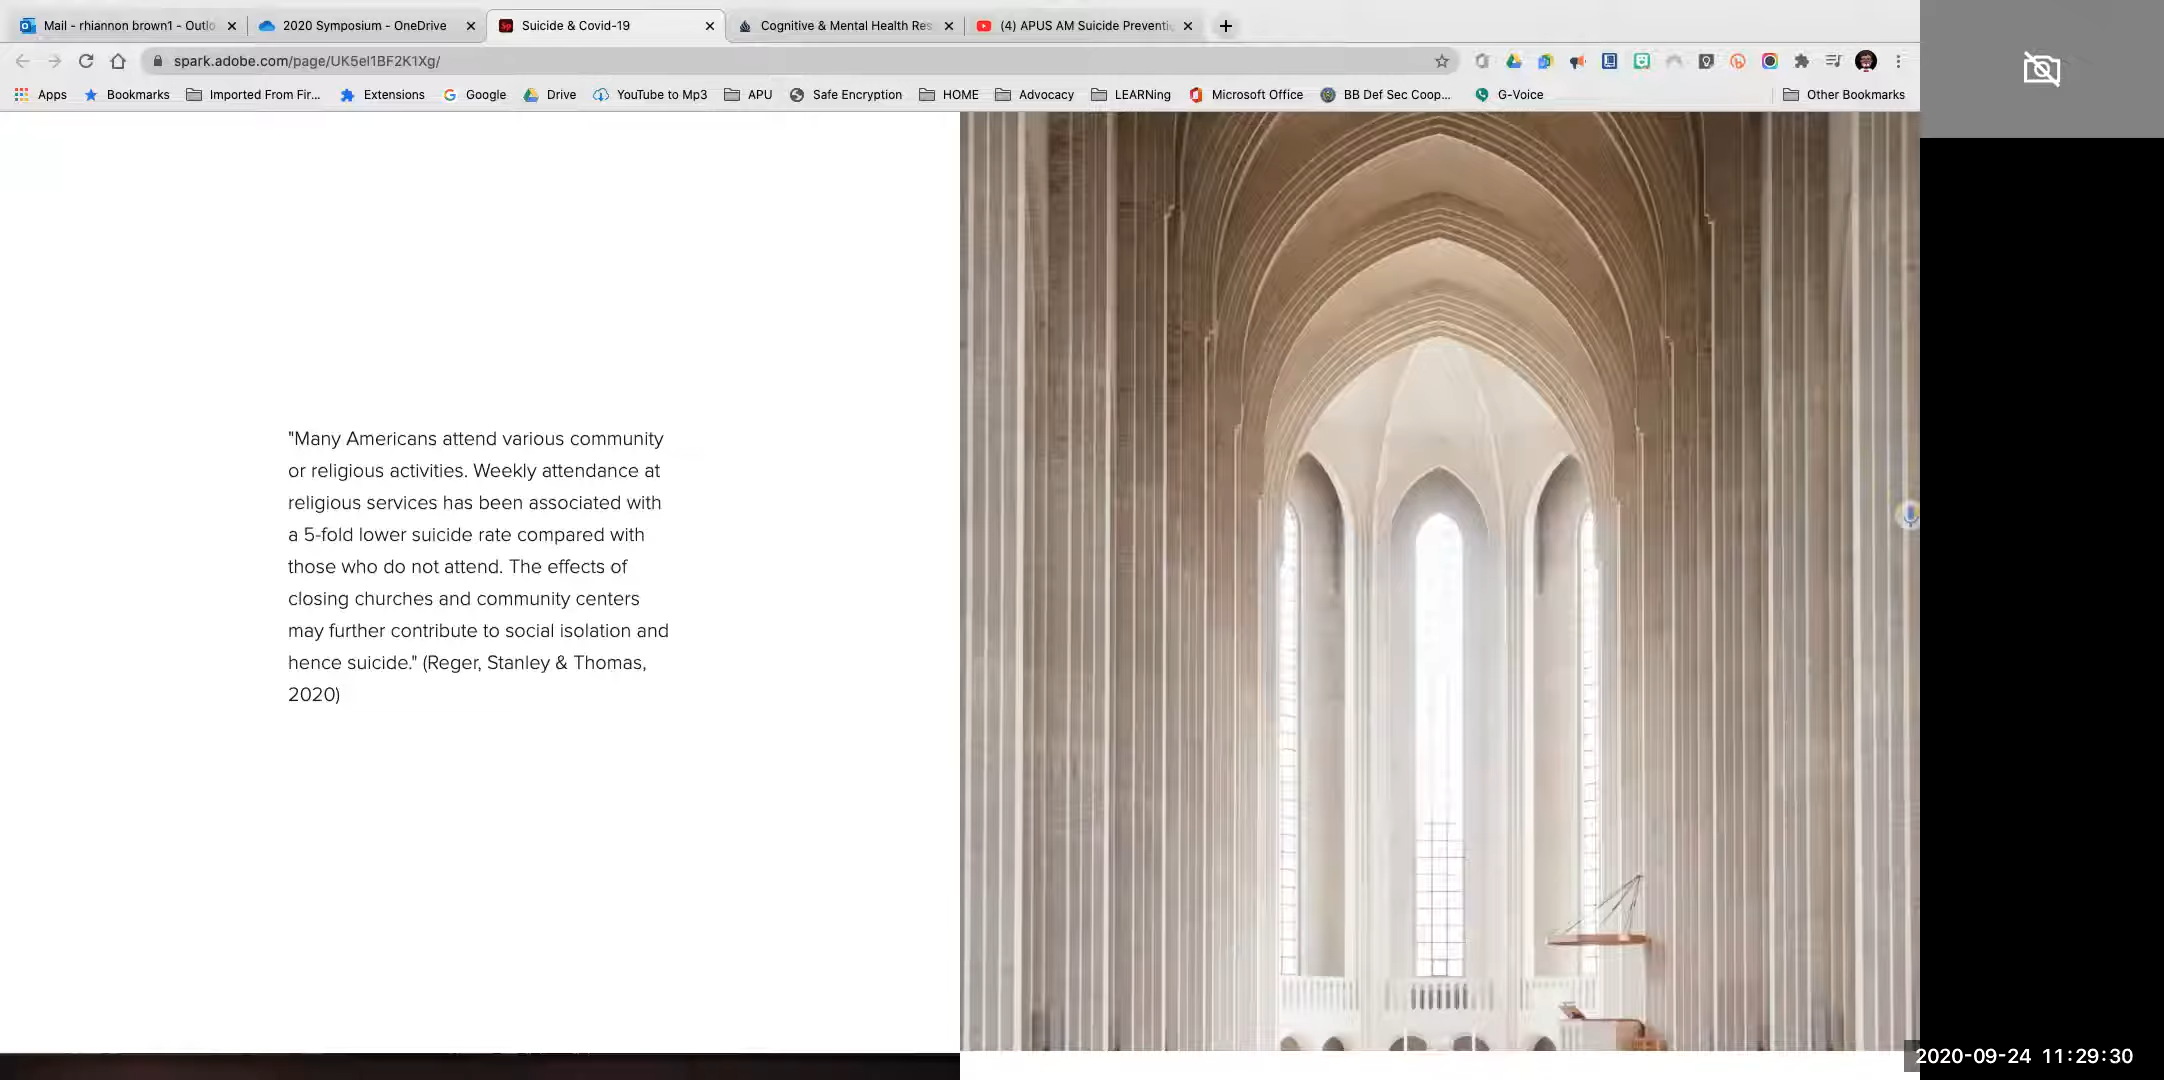 Mail - rhiannon brown1 - Outlo
2020 Symposium - OneDrive
Suicide & Covid-19
Cognitive & Mental Health Res
(4) APUS AM Suicide Preventi
spark.adobe.com/page/UK5eI1BF2K1Xg/
Apps
Bookmarks
Imported From Fir...
Extensions
Google
Drive
YouTube to Mp3
APU
Safe Encryption
HOME
Advocacy
LEARNing
Microsoft Office
BB Def Sec Coop...
G-Voice
Other Bookmarks
"Many Americans attend various community
or religious activities. Weekly attendance at
religious services has been associated with
a 5-fold lower suicide rate compared with
those who do not attend. The effects of
closing churches and community centers
may further contribute to social isolation and
hence suicide." (Reger, Stanley & Thomas,
2020)
2020-09-24 11:29:30